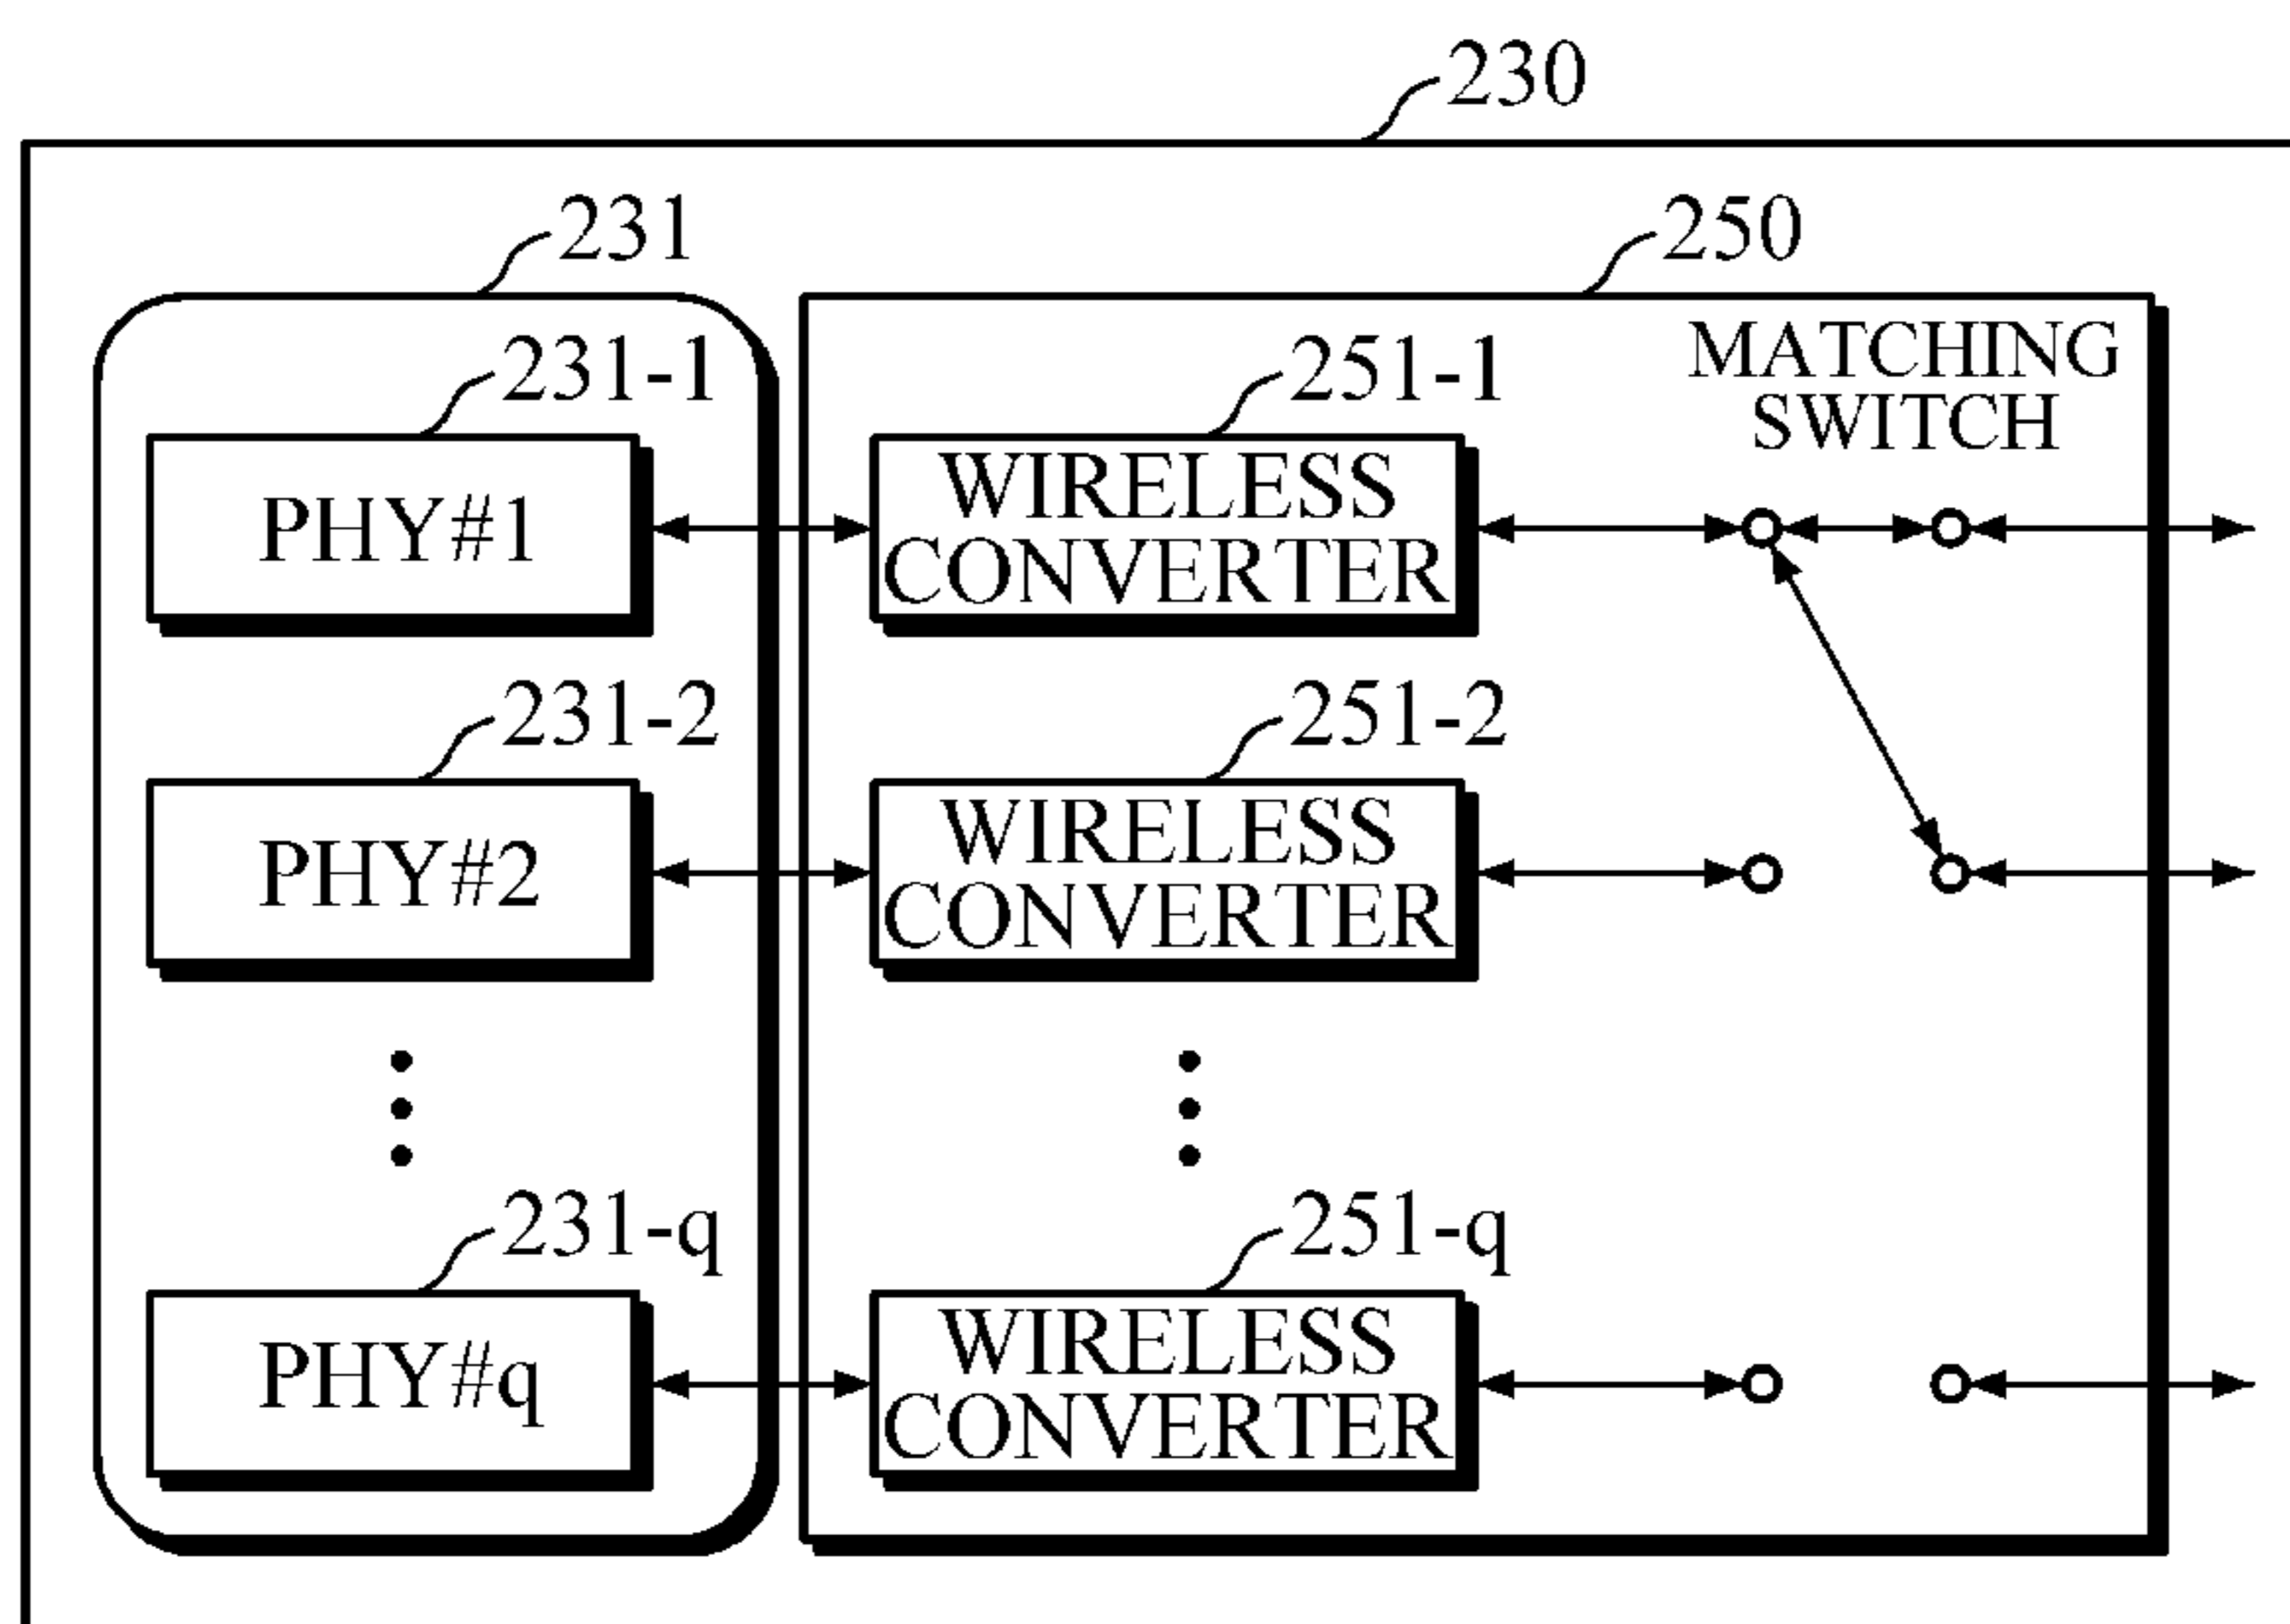 230
231
250
231-1
251-1
MATCHING
SWITCH
PHY#1
WIRELESS
CONVERTER
231-2
251-2
PHY#2
WIRELESS
CONVERTER
231-q
251-q
PHY#q
WIRELESS
CONVERTER